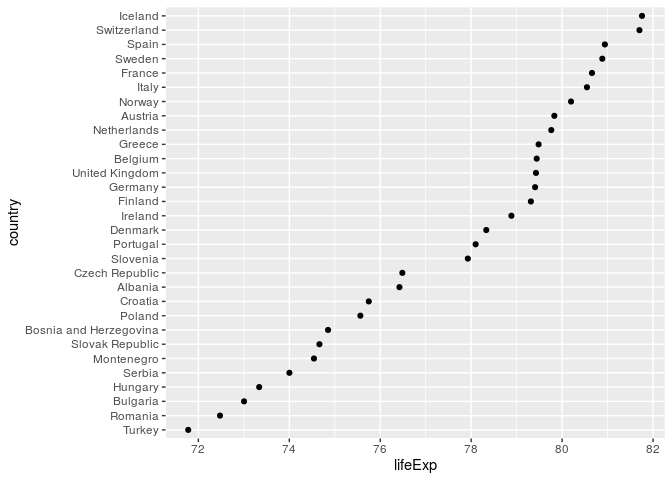 Iceland
Switzerland
Spain
Sweden
France
Italy
Norway
Austria
Netherlands
Greece
Belgium
United Kingdom
Germany
Finland
Ireland
Denmark
Portugal
Slovenia
Czech Republic
Albania
Croatia
Poland
Bosnia and Herzegovina
Slovak Republic
Montenegro
Serbia
Hungary
Bulgaria
Romania
Turkey
country
72 74 76 78 80 82
lifeExp